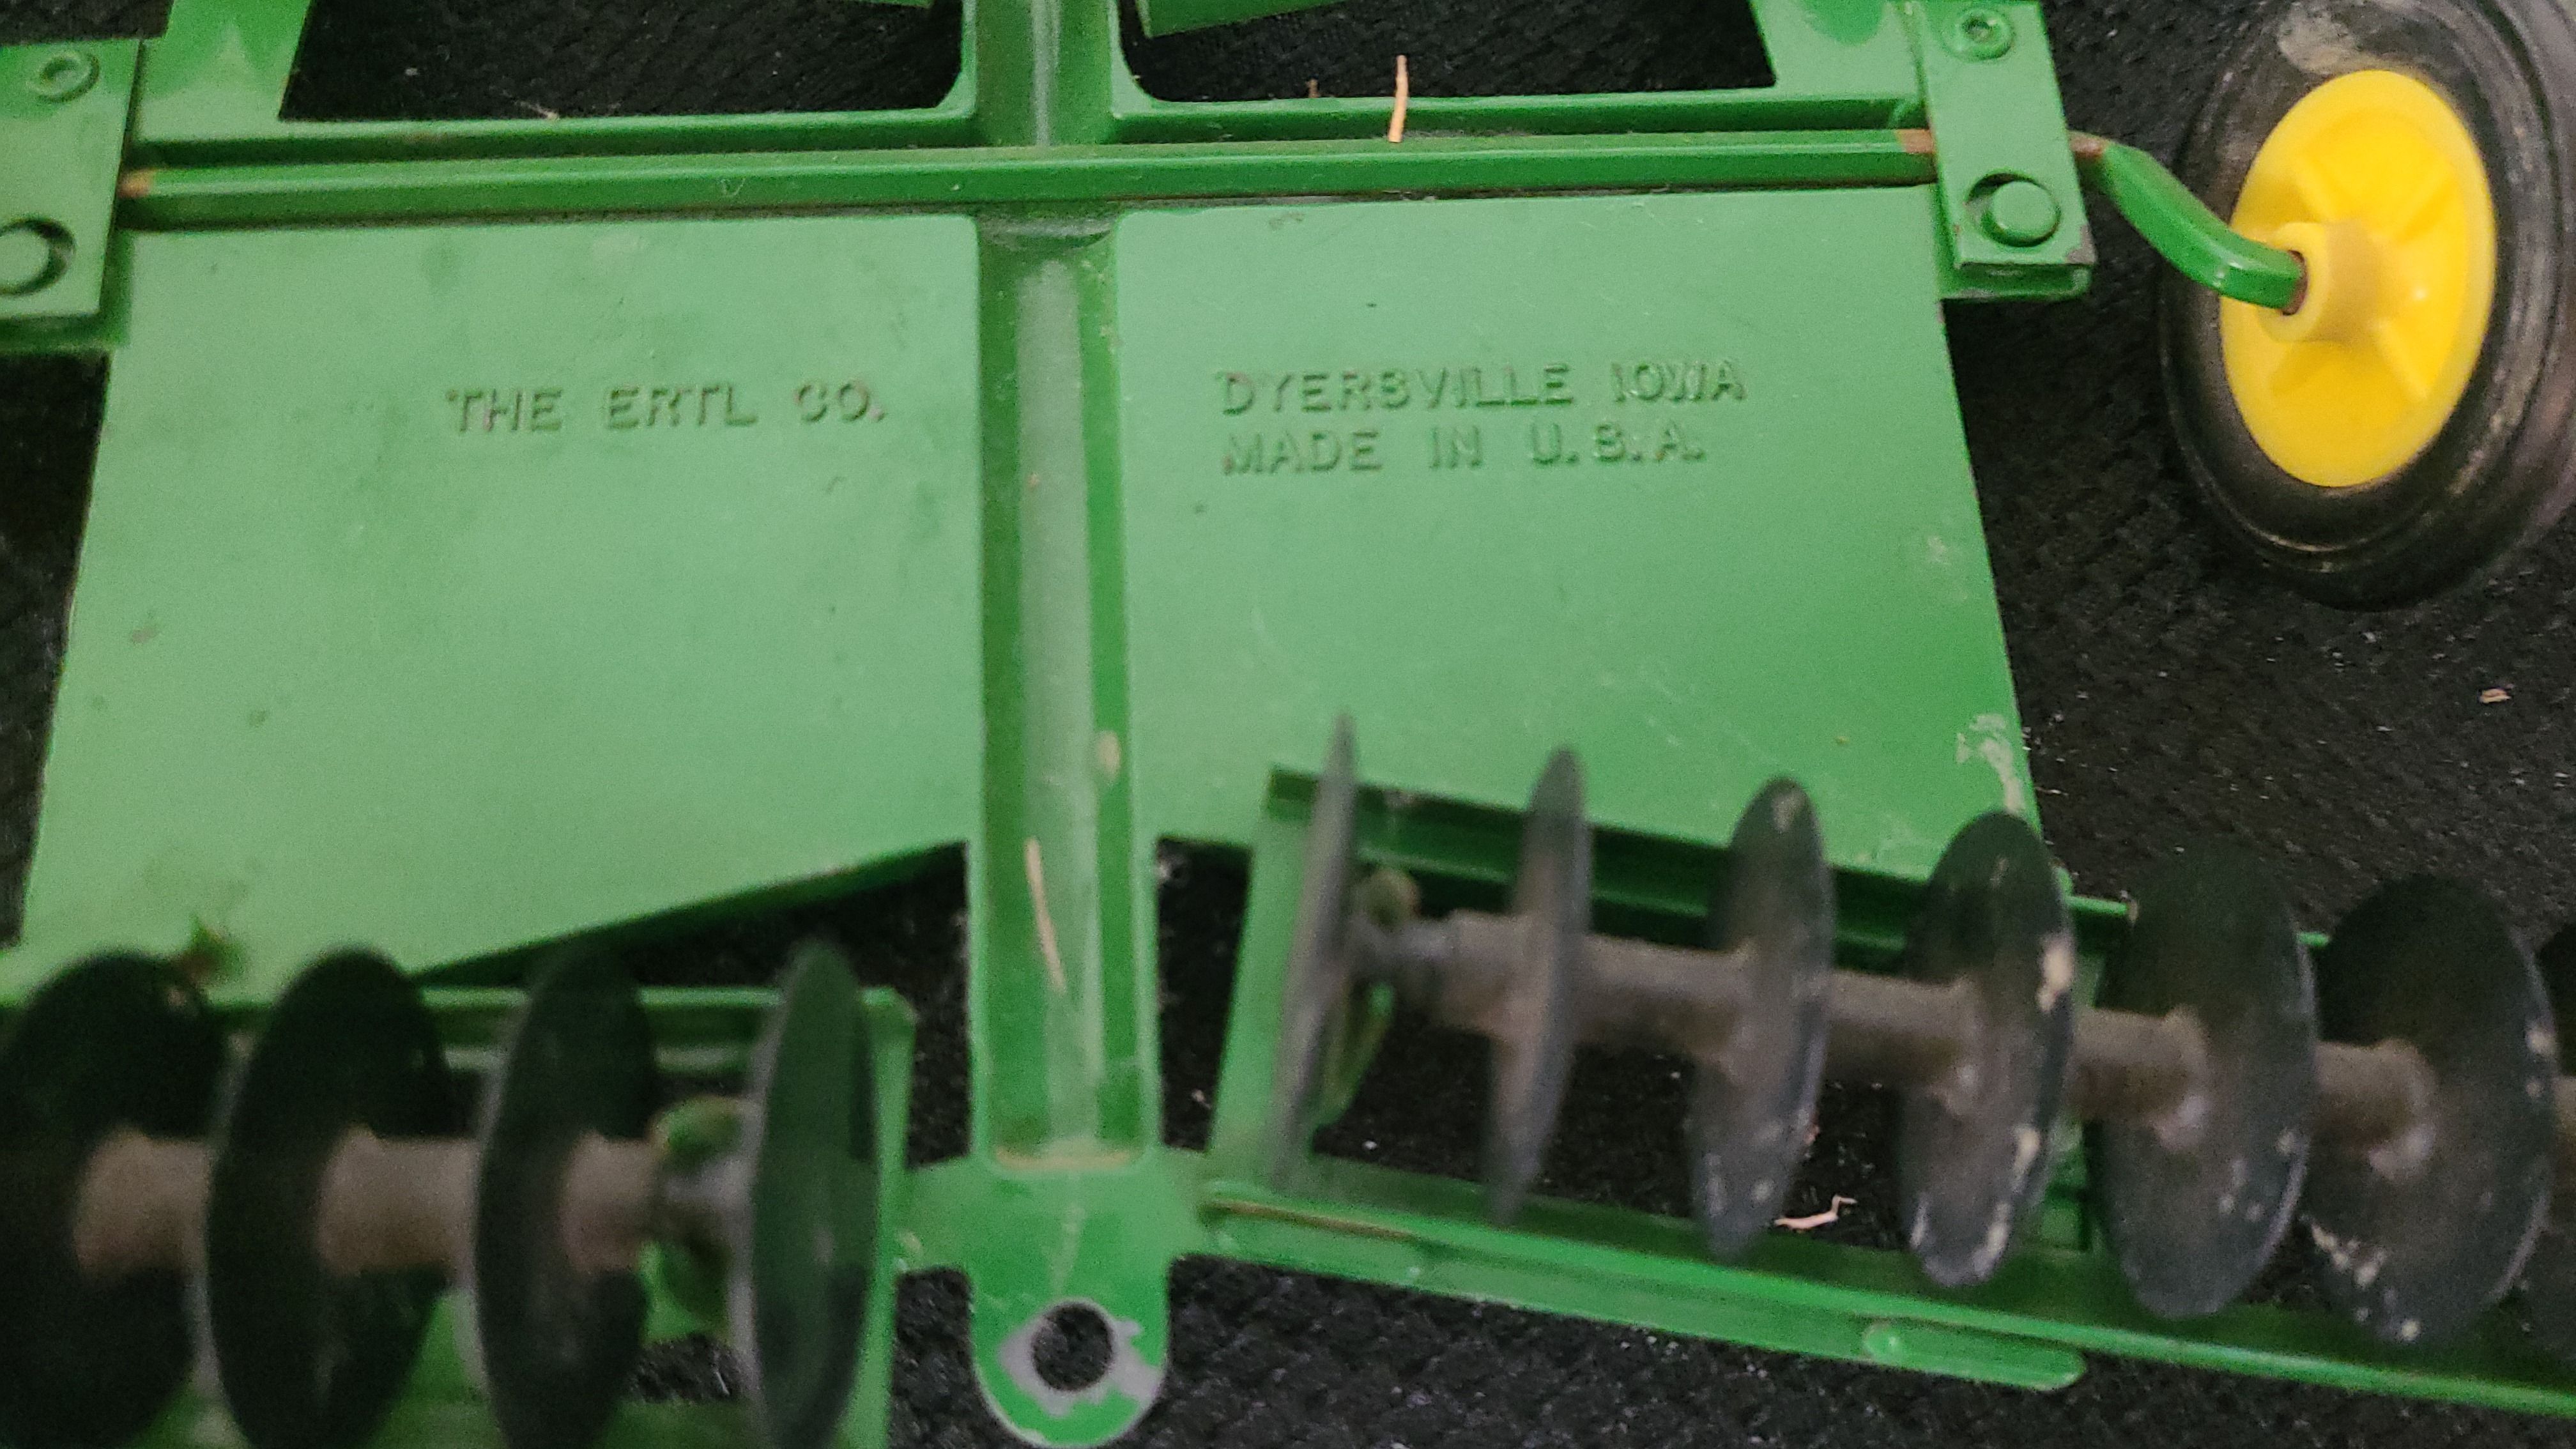 THE ERTL CO.
DYERSVILLE IOWA
MADE IN U.S.A.